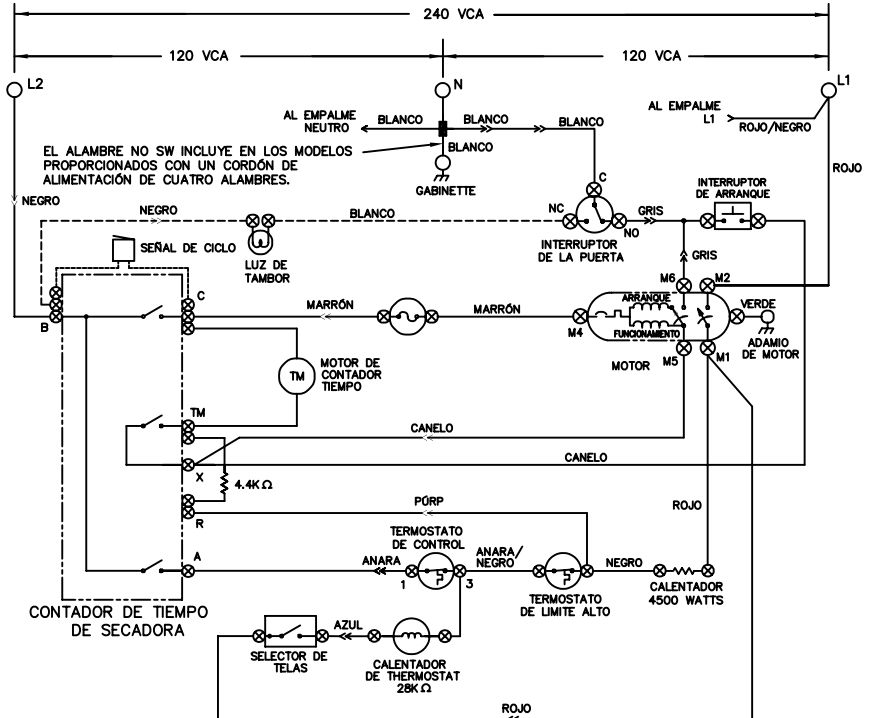 240 VCA
120 VCA
120 VCA
L2
N
L1
AL EMPALME
NEUTRO
BLANCO
BLANCO
BLANCO
BLANCO
AL EMPALME
L1
ROJO/NEGRO
EL ALAMBRE NO SW INCLUYE EN LOS MODELOS
PROPORCIONADOS CON UN CORDÓN DE
ALIMENTACIÓN DE CUATRO ALAMBRES.
GABINETTE
ROJO
NEGRO
NEGRO
BLANCO
C
NC
NO
GRIS
INTERRUPTOR
DE ARRANQUE
SEÑAL DE CICLO
LUZ DE
TAMBOR
INTERRUPTOR
DE LA PUERTA
GRIS
M6
M2
B
C
MARRÓN
MARRÓN
M4
ARRANQUE
FUNCIONAMIENTO
VERDE
ADAMIO
DE MOTOR
MOTOR
M5
M1
TM
MOTOR DE
CONTADOR
TIEMPO
TM
CANELO
X
CANELO
4.4KΩ
R
PÚRP
ROJO
A
ANARA
1
TERMOSTATO
DE CONTROL
3
ANARA/
NEGRO
TERMOSTATO
DE LIMITE ALTO
NEGRO
CALENTADOR
4500 WATTS
CONTADOR DE TIEMPO
DE SECADORA
SELECTOR DE
TELAS
AZUL
CALENTADOR
DE THERMOSTAT
28KΩ
ROJO